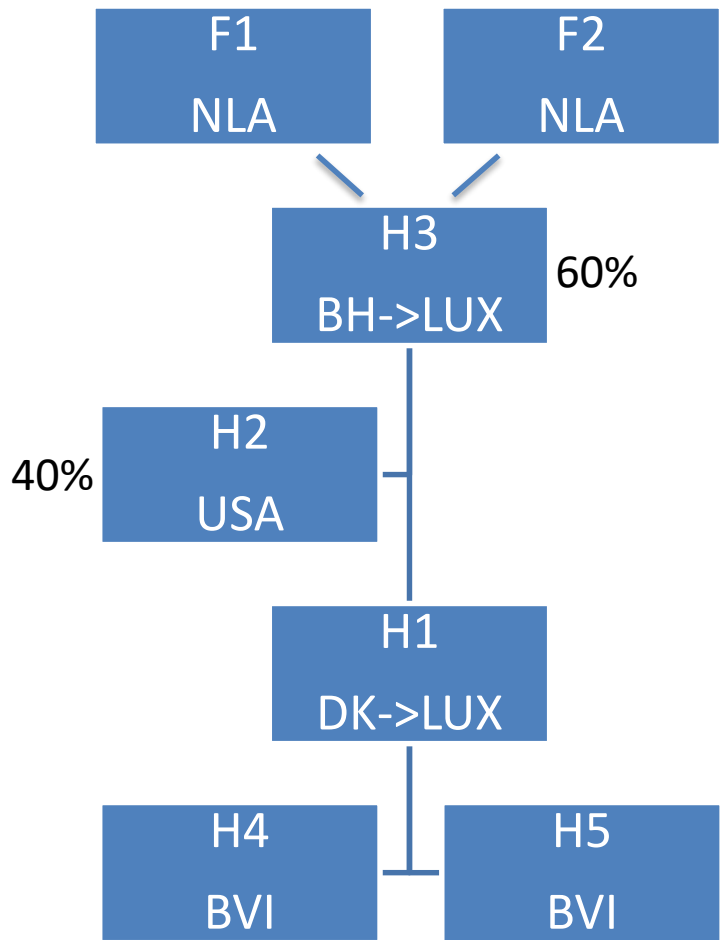 F1
NLA
F2
NLA
H3
BH->LUX
60%
H2
USA
40%
H1
DK->LUX
H4
BVI
H5
BVI